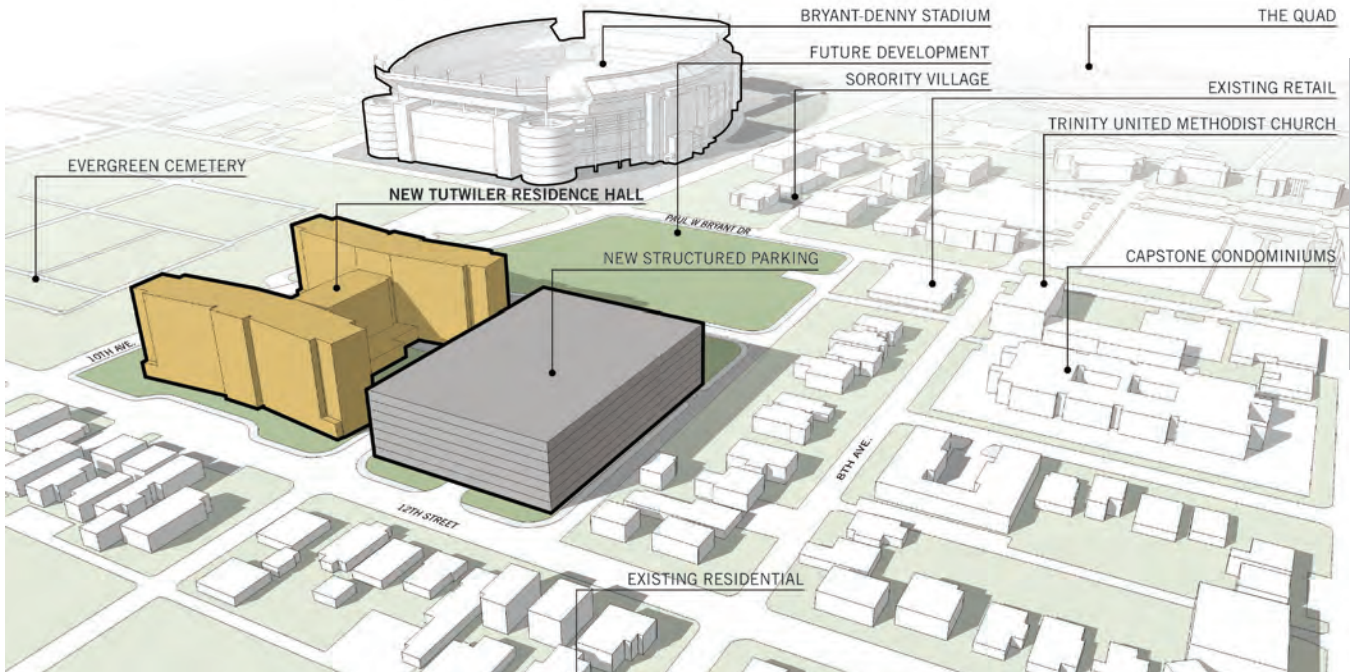 BRYANT-DENNY STADIUM
THE QUAD
FUTURE DEVELOPMENT
SORORITY VILLAGE
EXISTING RETAIL
TRINITY UNITED METHODIST CHURCH
EVERGREEN CEMETERY
NEW TUTWILER RESIDENCE HALL
PAUL W BRYANT DR
NEW STRUCTURED PARKING
CAPSTONE CONDOMINIUMS
10TH AVE.
8TH AVE.
12TH STREET
EXISTING RESIDENTIAL